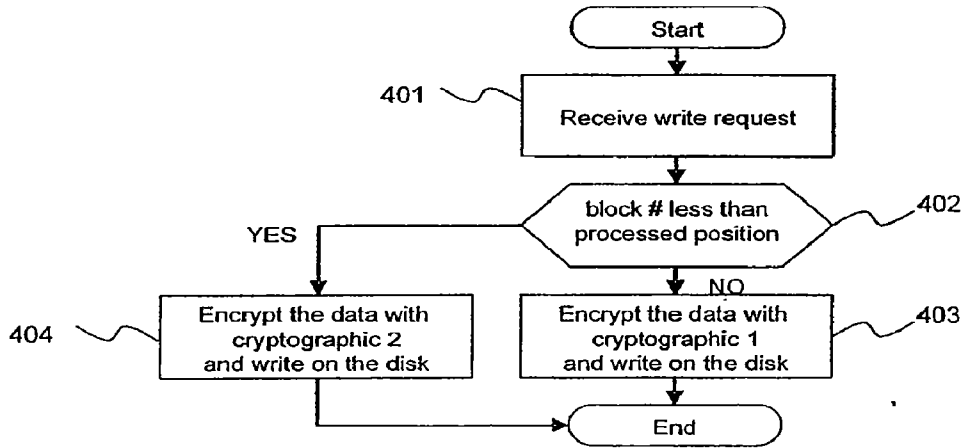 Start
401
Receive write request
block # less than
processed position
402
YES
NO
404
Encrypt the data with
cryptographic 2
and write on the disk
Encrypt the data with
cryptographic 1
and write on the disk
403
End